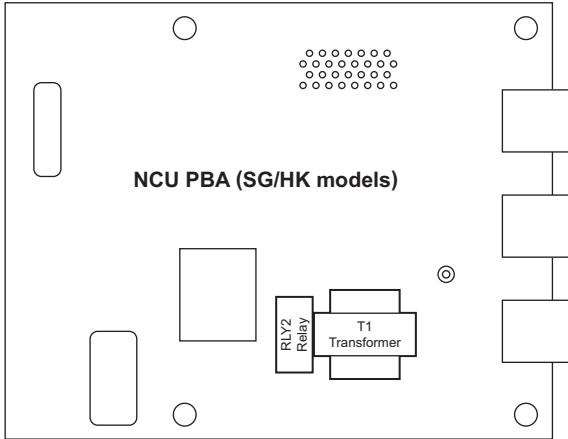 NCU PBA (SG/HK models)
RLY2
Relay
T1
Transformer